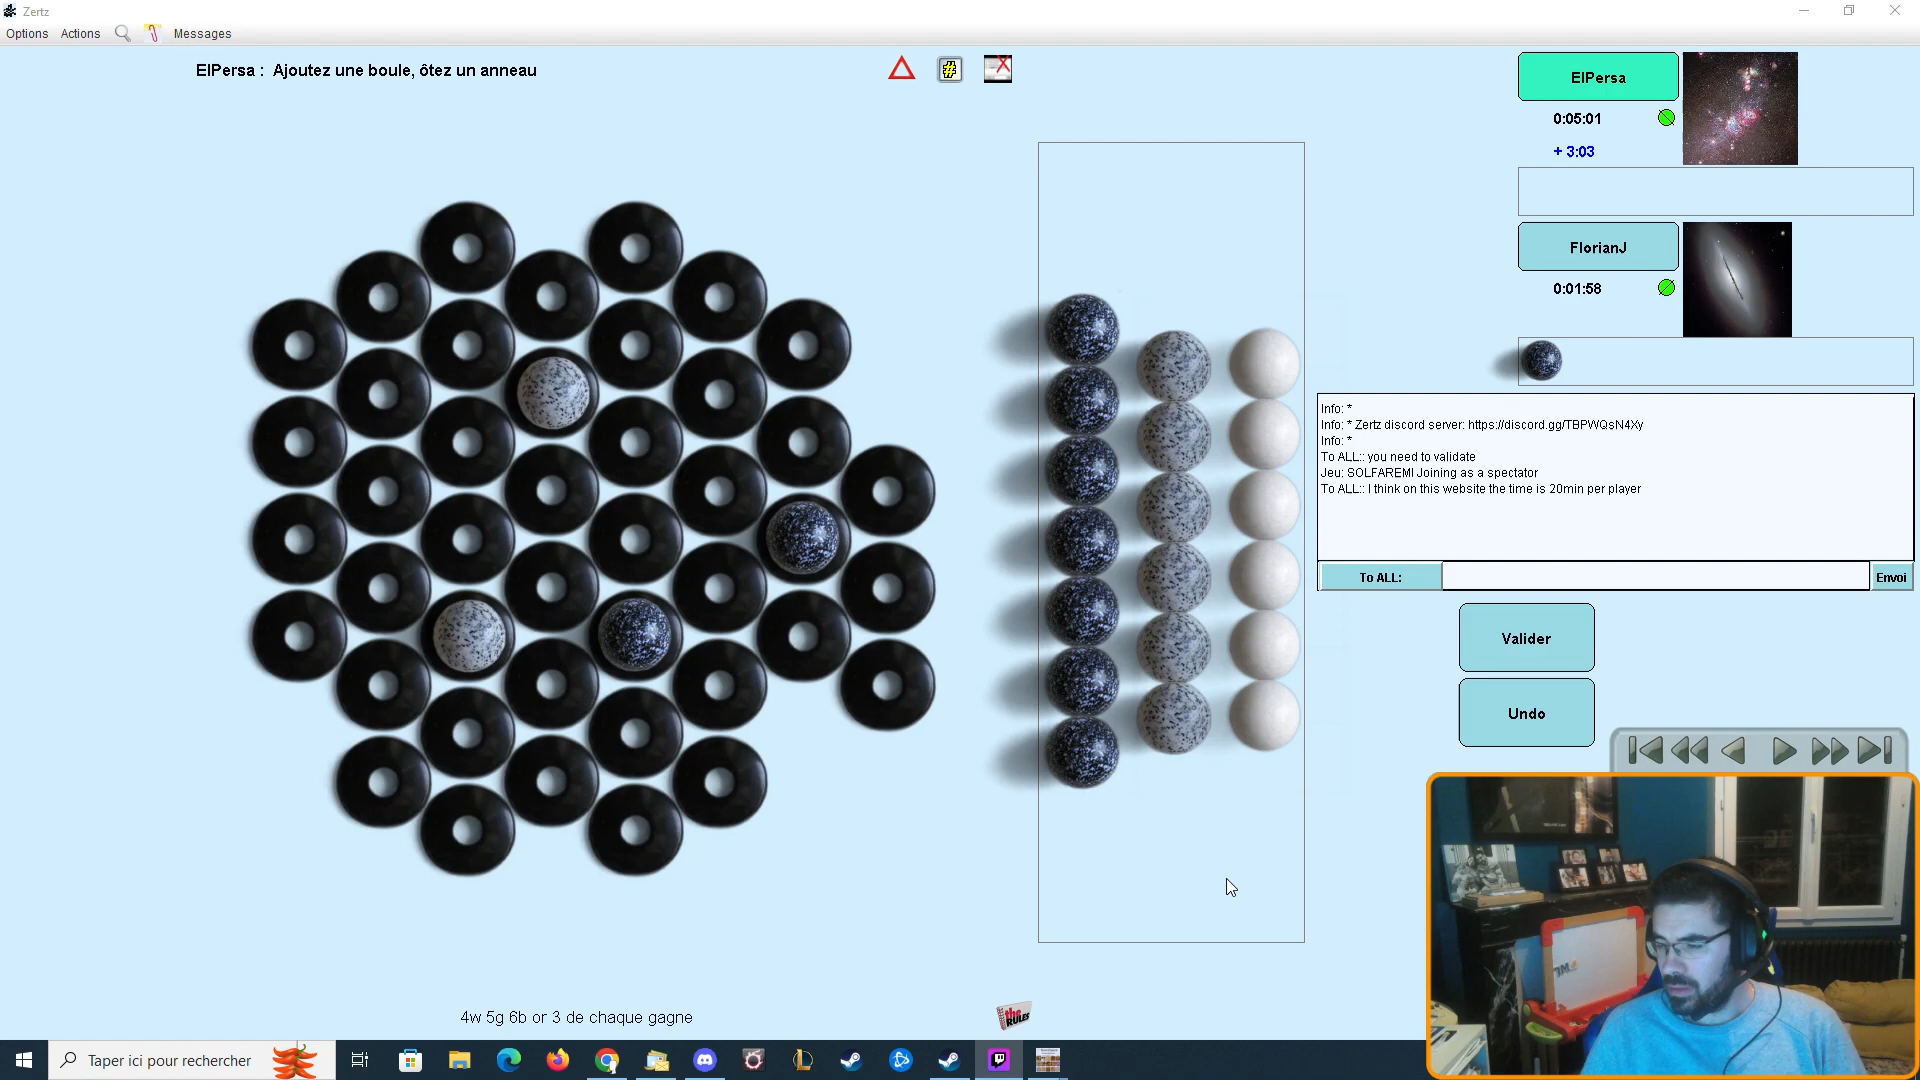 Zertz
Options Actions Messages
ElPersa : Ajoutez une boule, ôtez un anneau
#
ElPersa
0:05:01
+ 3:03
FlorianJ
0:01:58
Info: *
Info: * Zertz discord server: https://discord.gg/TBPWQsN4Xy
Info: *
To ALL:: you need to validate
Jeu: SOLFAREMI Joining as a spectator
To ALL:: I think on this website the time is 20min per player
To ALL: Envoi
Valider
Undo
4w 5g 6b or 3 de chaque gagne
the RULES
Taper ici pour rechercher